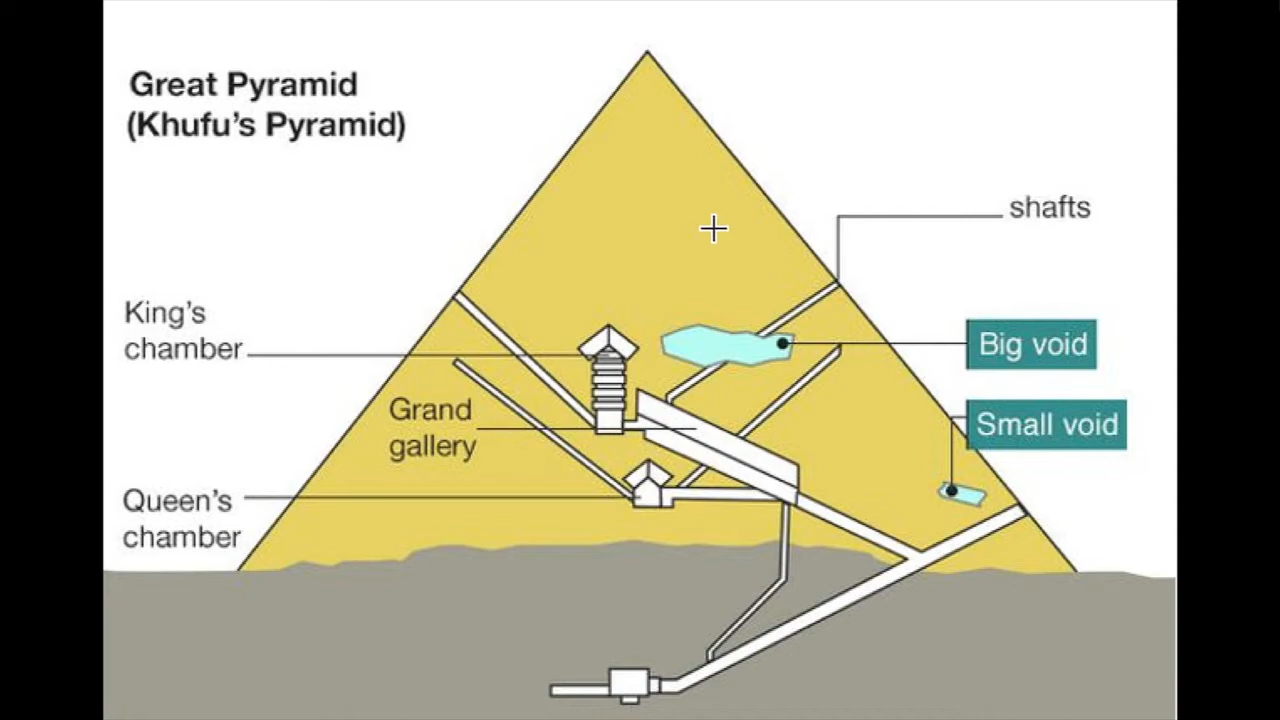 Great Pyramid
(Khufu's Pyramid)
shafts
King's
chamber
Big void
Grand
gallery
Small void
Queen's
chamber